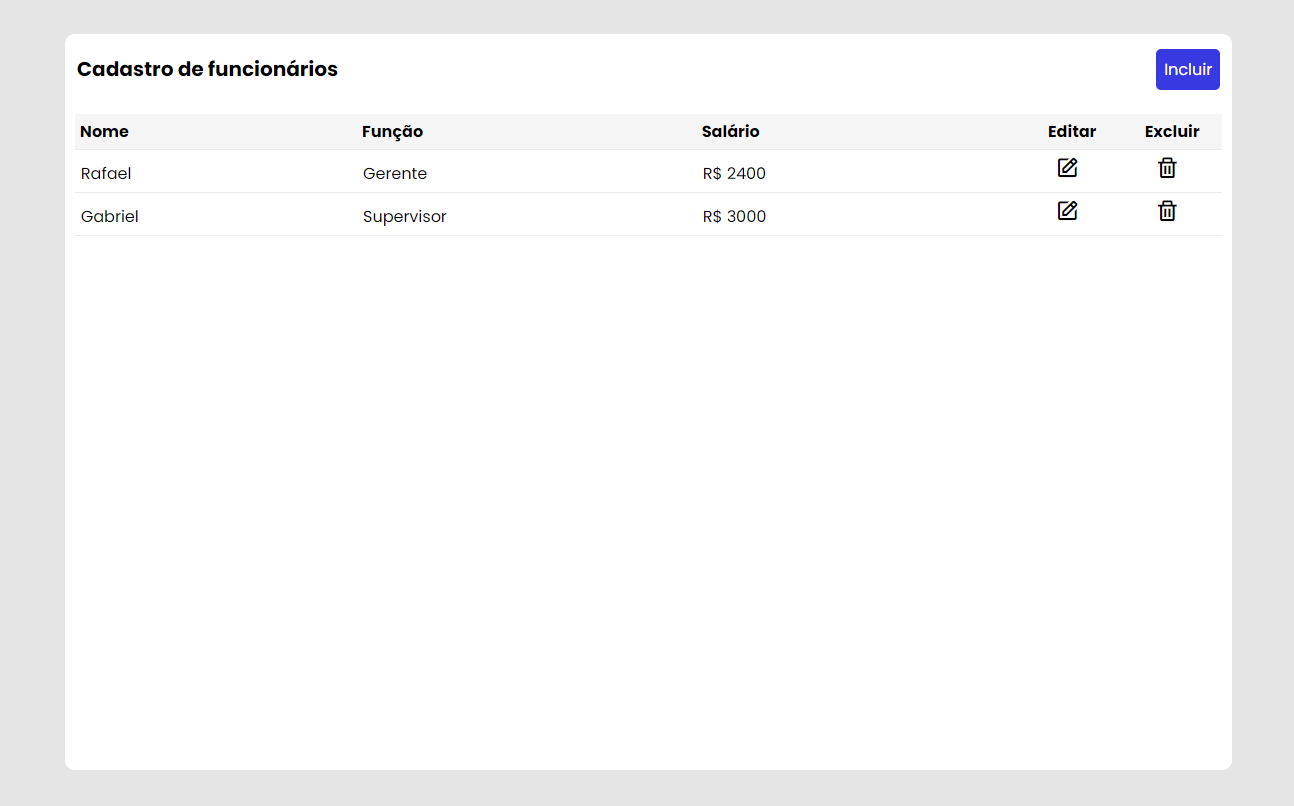 Cadastro de funcionários Incluir
Nome Função Salário Editar Excluir
Rafael Gerente R$ 2400
Gabriel Supervisor R$ 3000